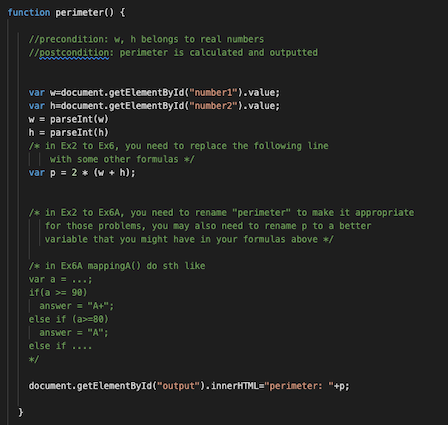 function perimeter() {
//precondition: w, h belongs to real numbers
//postcondition: perimeter is calculated and outputted
var w=document.getElementById("number1").value;
var h=document.getElementById("number2").value;
w = parseInt(w)
h = parseInt(h)
/* in Ex2 to Ex6, you need to replace the following line
with some other formulas */
var p = 2 * (w + h);
/* in Ex2 to Ex6A, you need to rename "perimeter" to make it appropriate
for those problems, you may also need to rename p to a better
variable that you might have in your formulas above */
/* in Ex6A mappingA() do sth like
var a = ...;
if(a >= 90)
answer = "A+";
else if (a>=80)
answer = "A";
else if ....
*/
document.getElementById("output").innerHTML="perimeter: "+p;
}